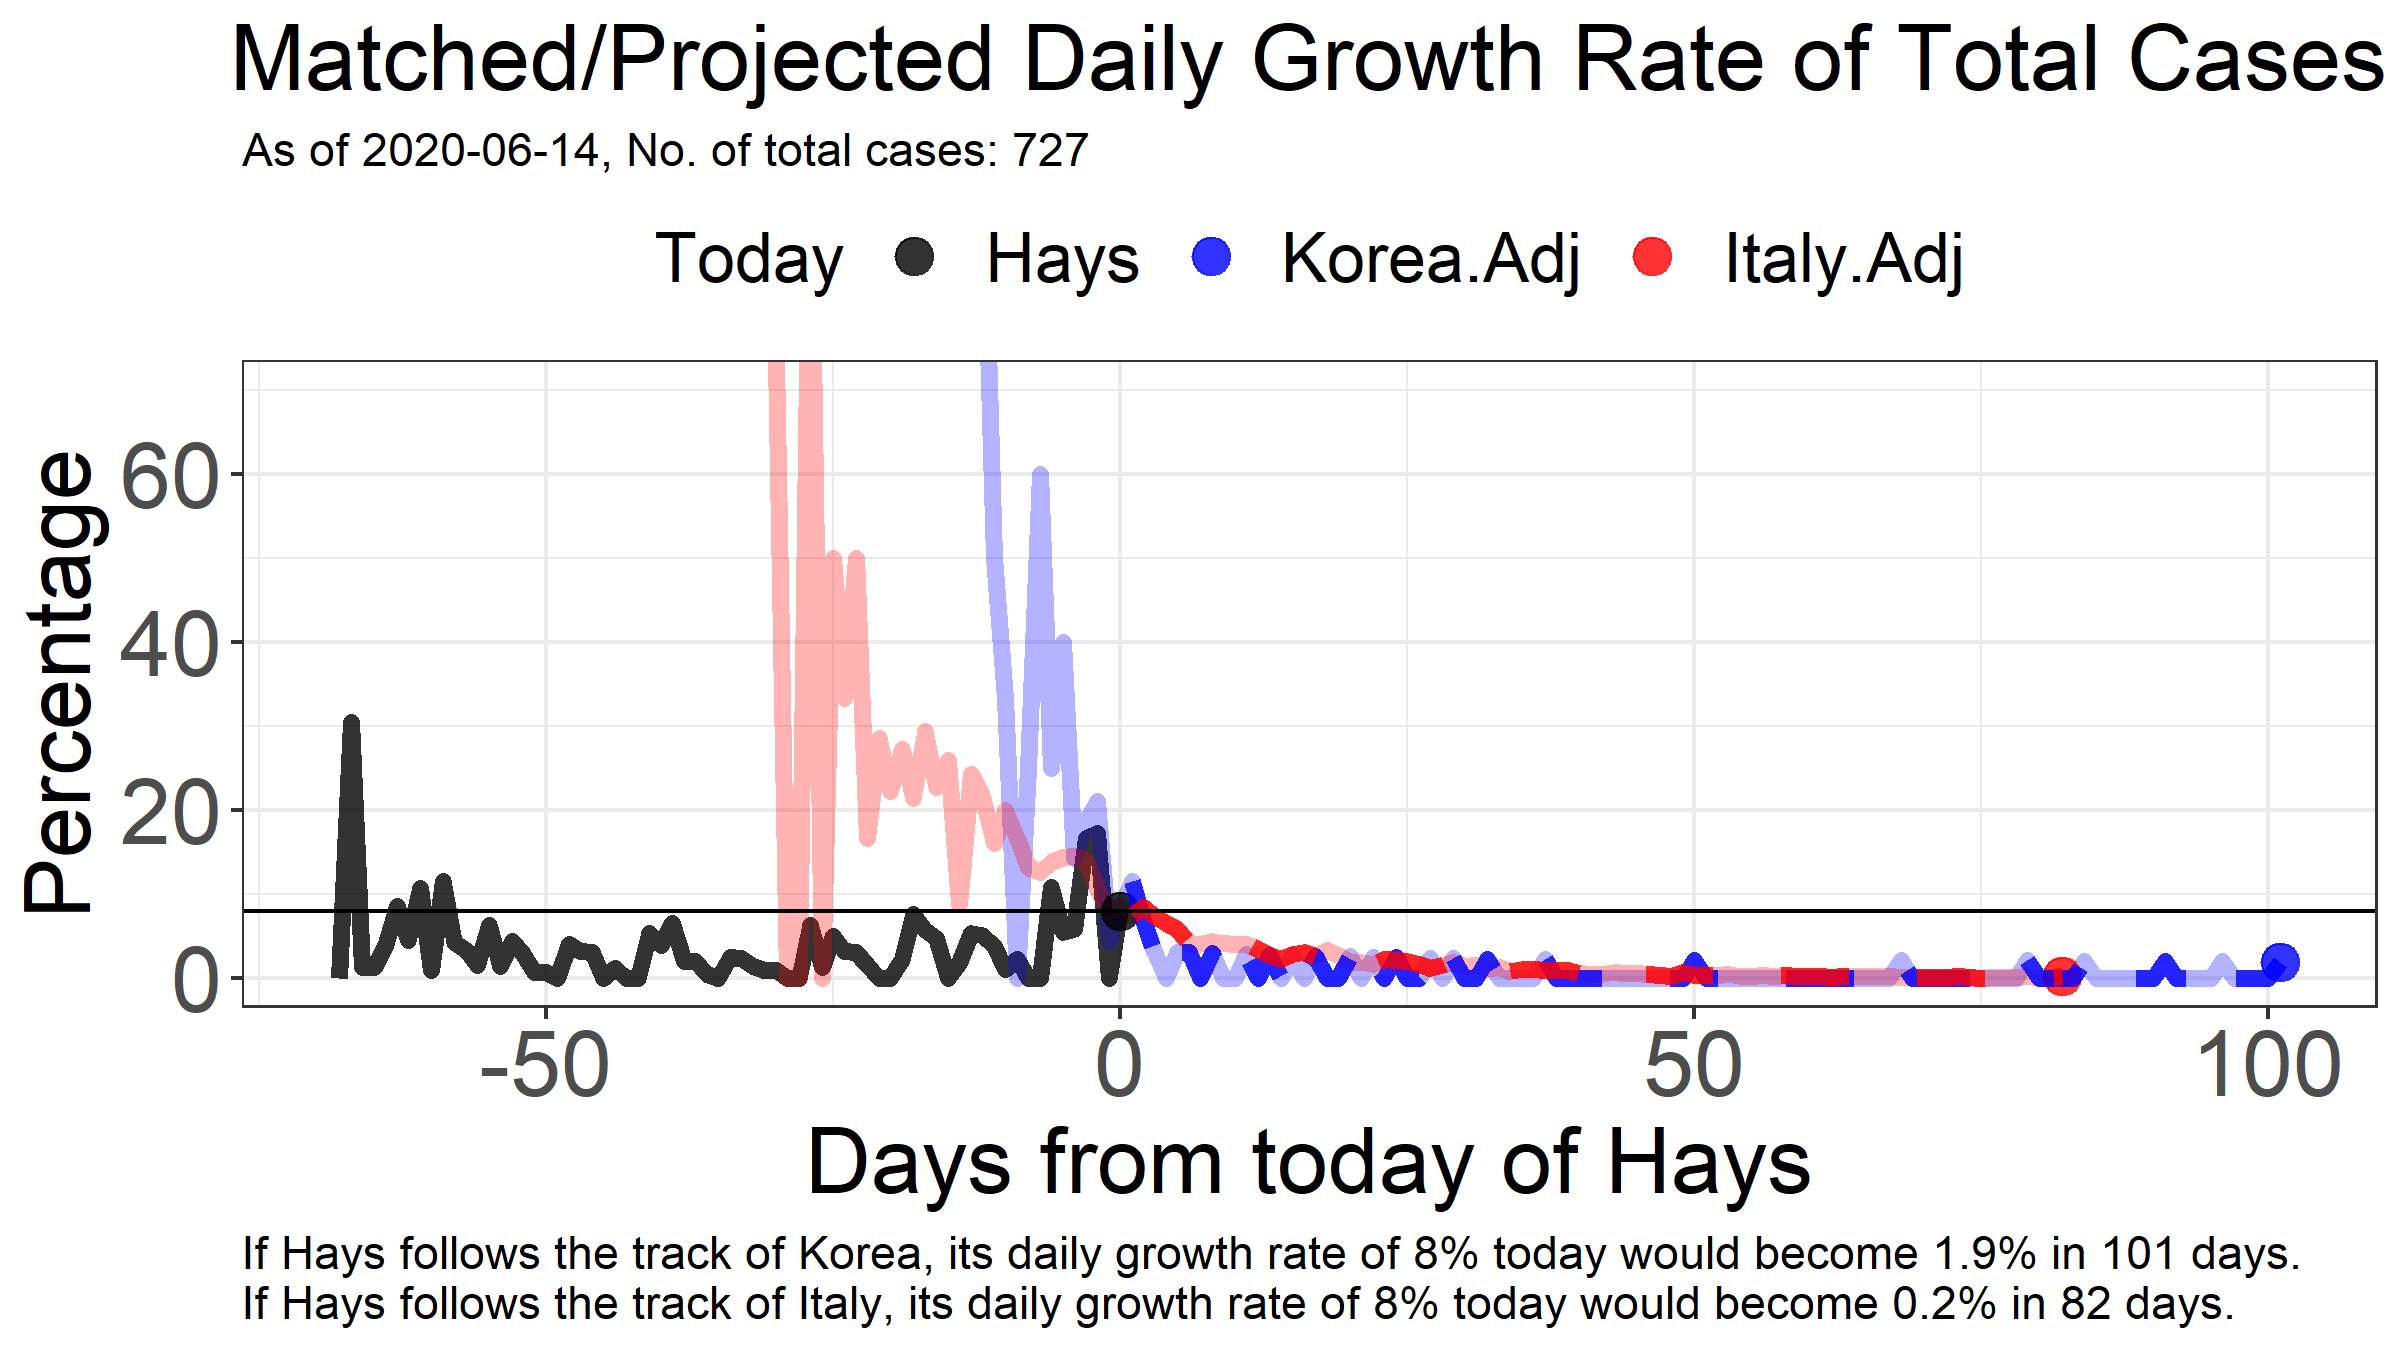 Matched/Projected Daily Growth Rate of Total Cases
As of 2020-06-14, No. of total cases: 727
Today Hays Korea.Adj Italy.Adj
Percentage
60
40
20
0
-50 0 50 100
Days from today of Hays
If Hays follows the track of Korea, its daily growth rate of 8% today would become 1.9% in 101 days.
If Hays follows the track of Italy, its daily growth rate of 8% today would become 0.2% in 82 days.